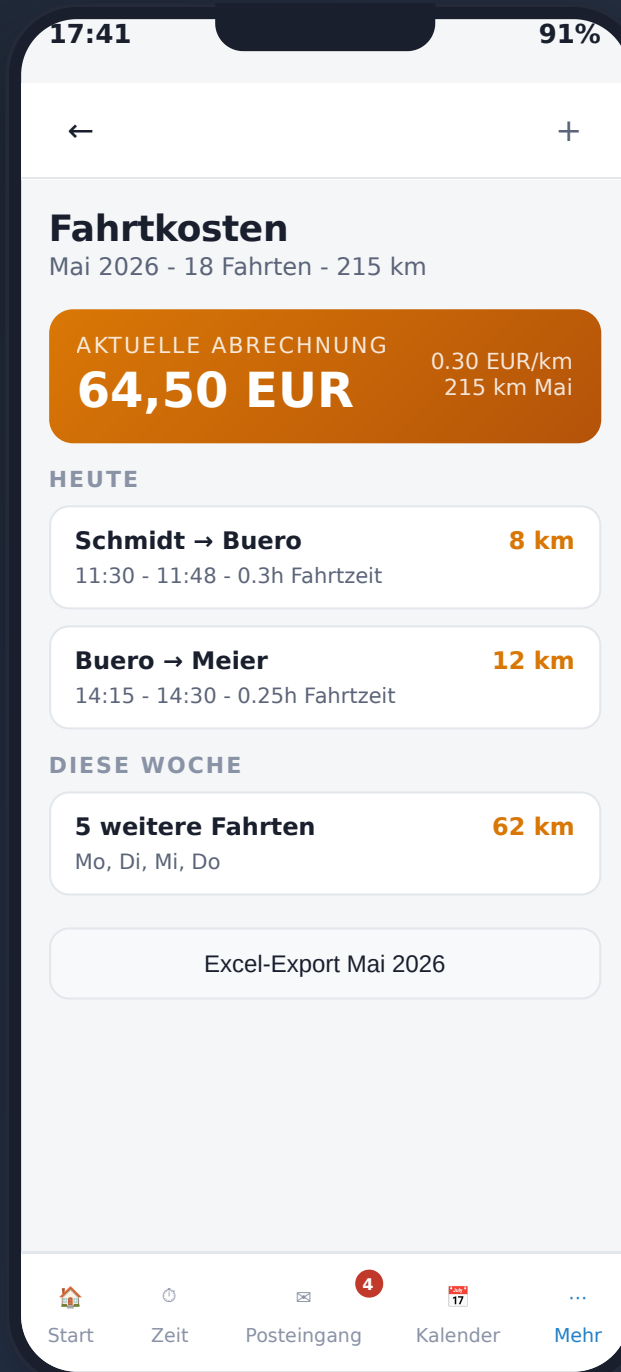 17:41 91%
← +
Fahrtkosten
Mai 2026 - 18 Fahrten - 215 km
AKTUELLE ABRECHNUNG
64,50 EUR
0.30 EUR/km
215 km Mai
HEUTE
Schmidt → Buero 8 km
11:30 - 11:48 - 0.3h Fahrtzeit
Buero → Meier 12 km
14:15 - 14:30 - 0.25h Fahrtzeit
DIESE WOCHE
5 weitere Fahrten 62 km
Mo, Di, Mi, Do
Excel-Export Mai 2026
4
Start Zeit Posteingang Kalender Mehr